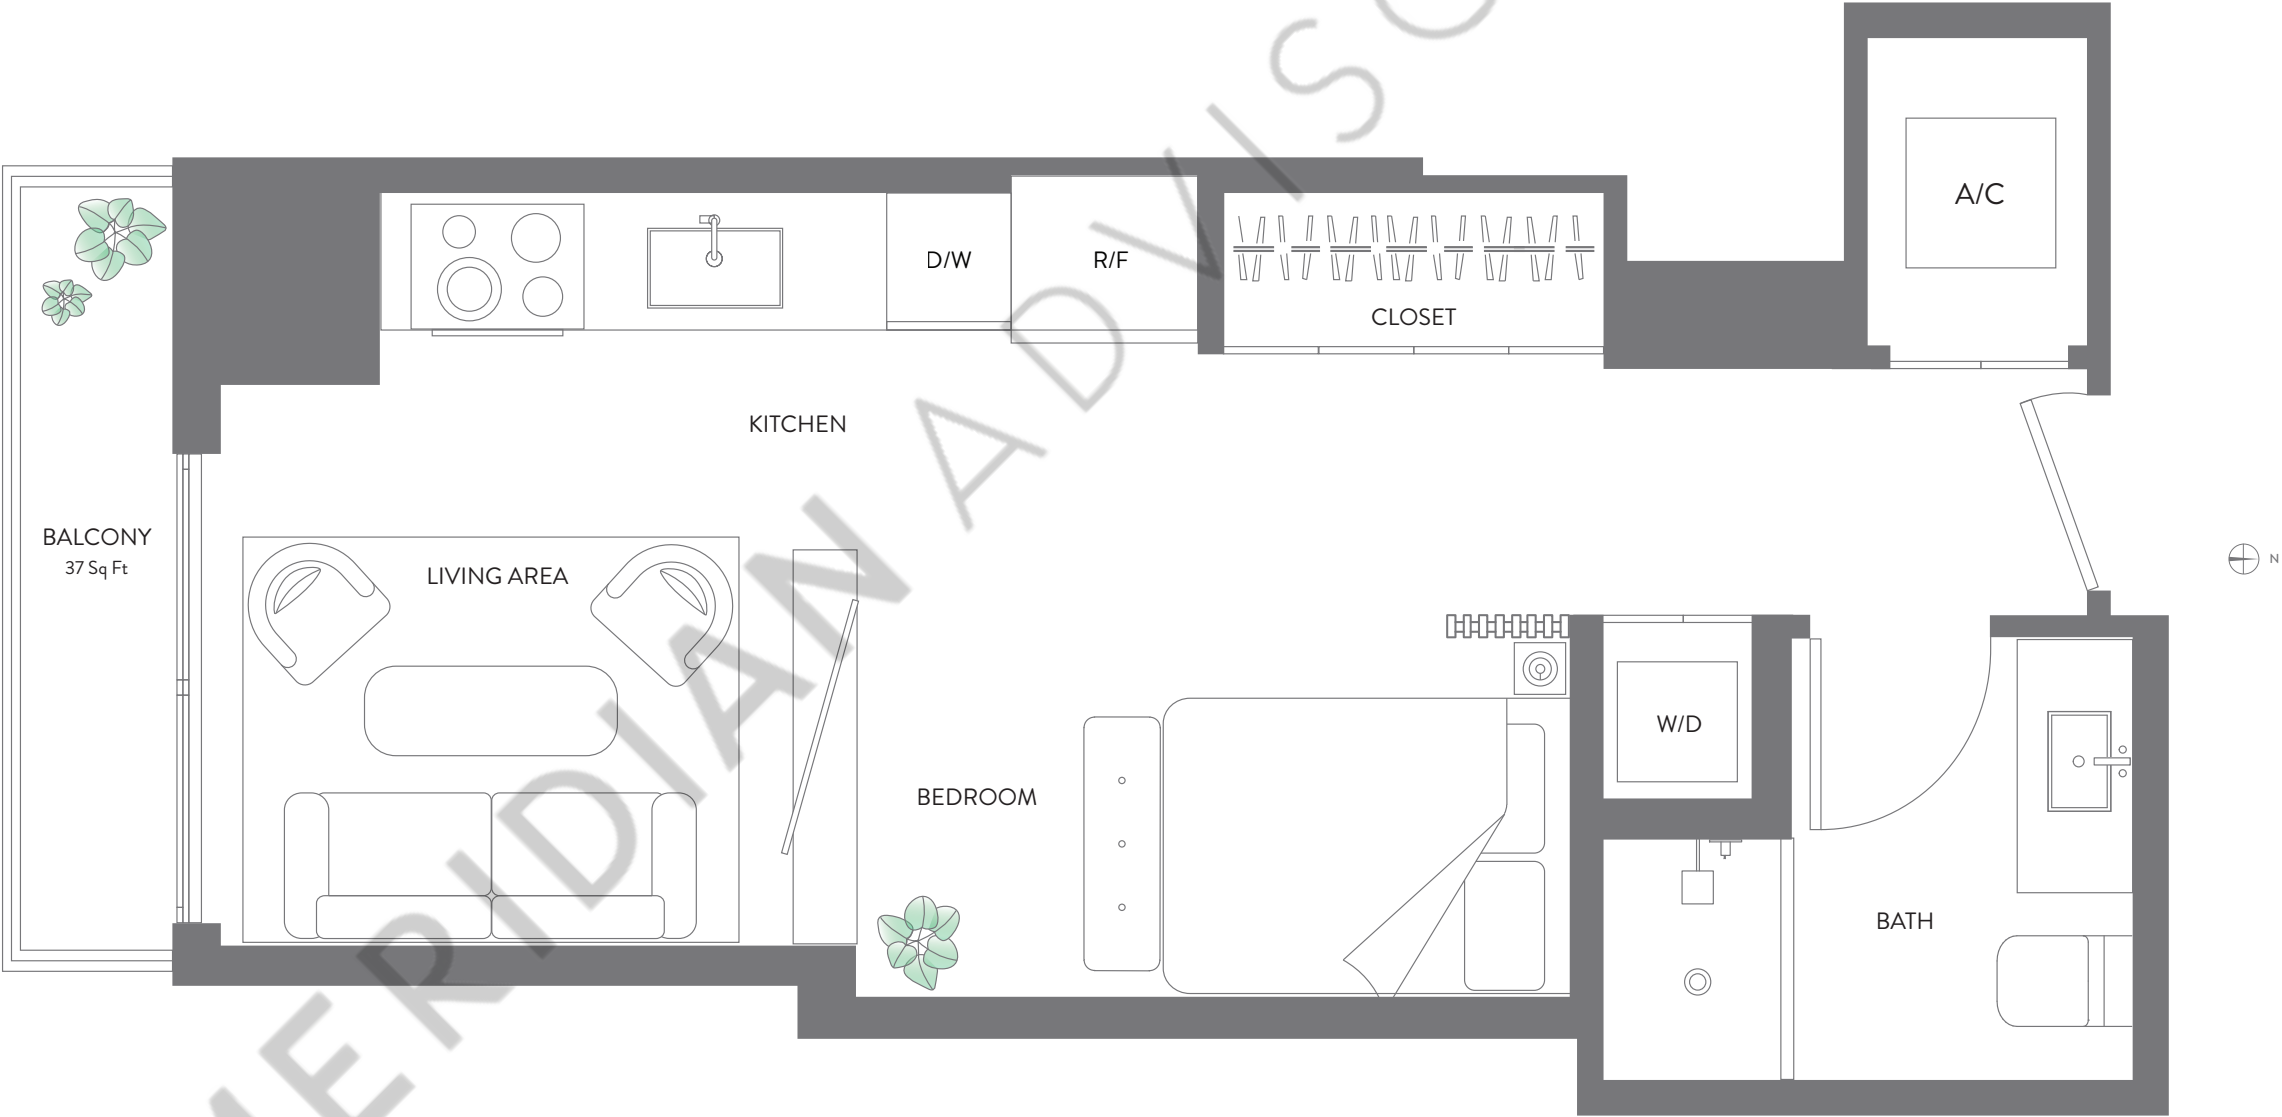 A/C
D/W
R/F
CLOSET
KITCHEN
BALCONY
37 Sq Ft
LIVING AREA
N
W/D
BEDROOM
BATH
MERIDIAN ADVISO